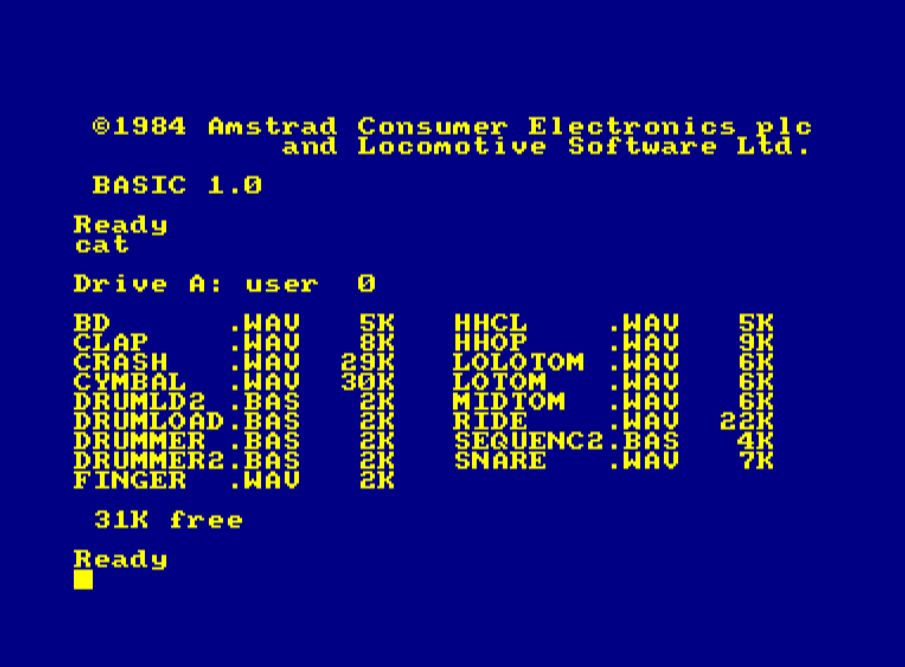 ©1984 Amstrad Consumer Electronics plc
and Locomotive Software Ltd.
BASIC 1.0
Ready
cat
Drive A: user 0
BD .WAV 5K HHCL .WAV 5K
CLAP .WAV 8K HHOP .WAV 9K
CRASH .WAV 29K LOLOTOM .WAV 6K
CYMBAL .WAV 30K LOTOM .WAV 6K
DRUMLD2 .BAS 2K MIDTOM .WAV 6K
DRUMLOAD.BAS 2K RIDE .WAV 22K
DRUMMER .BAS 2K SEQUENC2.BAS 4K
DRUMMER2.BAS 2K SNARE .WAV 7K
FINGER .WAV 2K
31K free
Ready